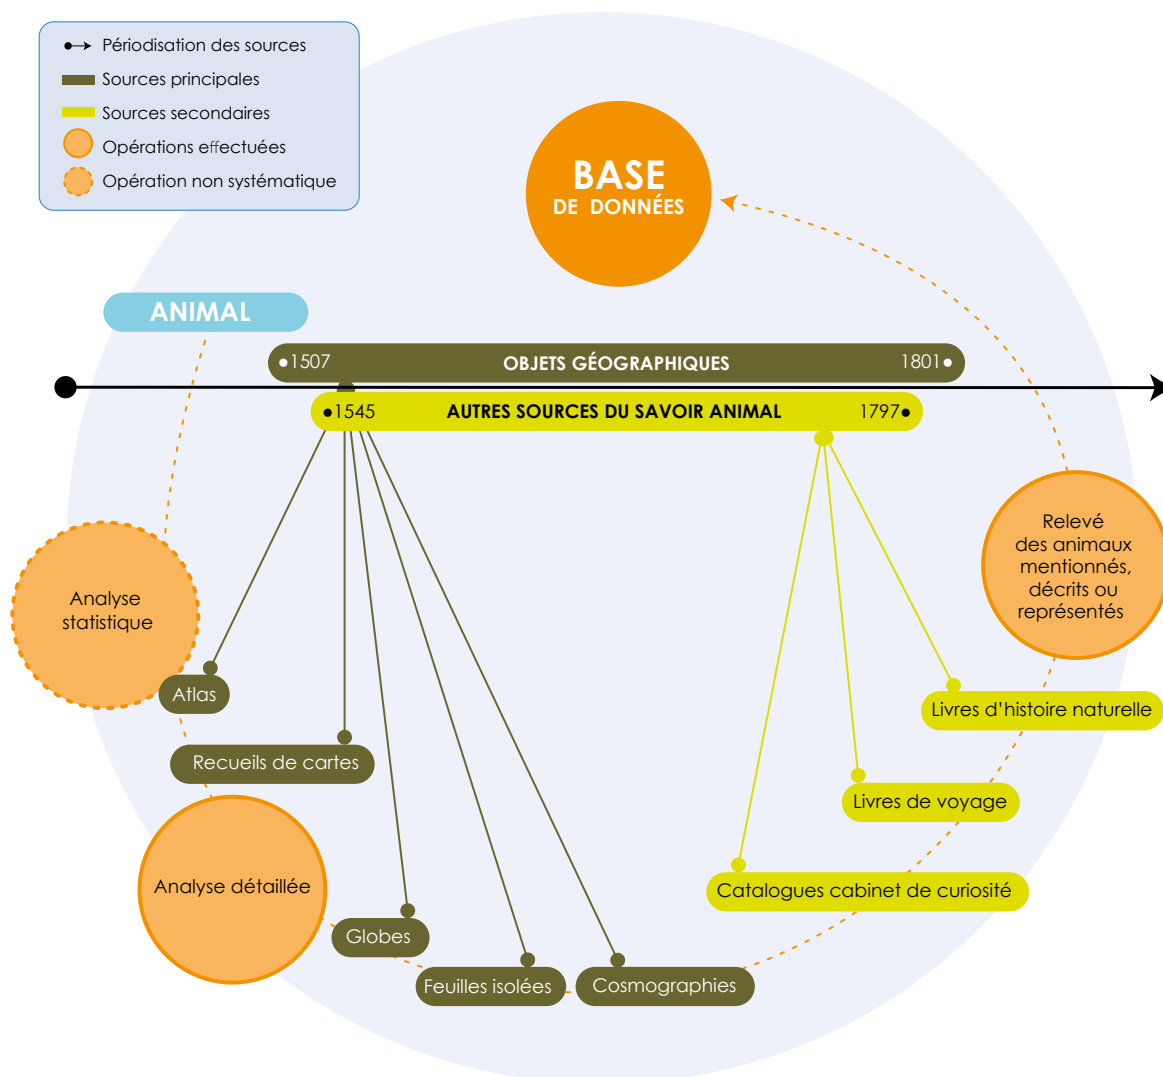 Périodisation des sources
Sources principales
Sources secondaires
Opérations effectuées
Opération non systématique
BASE
DE DONNÉES
ANIMAL
1507 OBJETS GÉOGRAPHIQUES 1801
1545 AUTRES SOURCES DU SAVOIR ANIMAL 1797
Relevé
des animaux
mentionnés,
décrits ou
représentés
Analyse
statistique
Atlas
Livres d’histoire naturelle
Recueils de cartes
Livres de voyage
Analyse détaillée
Catalogues cabinet de curiosité
Globes
Feuilles isolées
Cosmographies